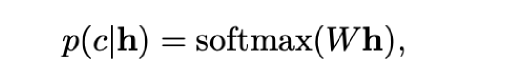 p(c|h) = softmax(Wh),